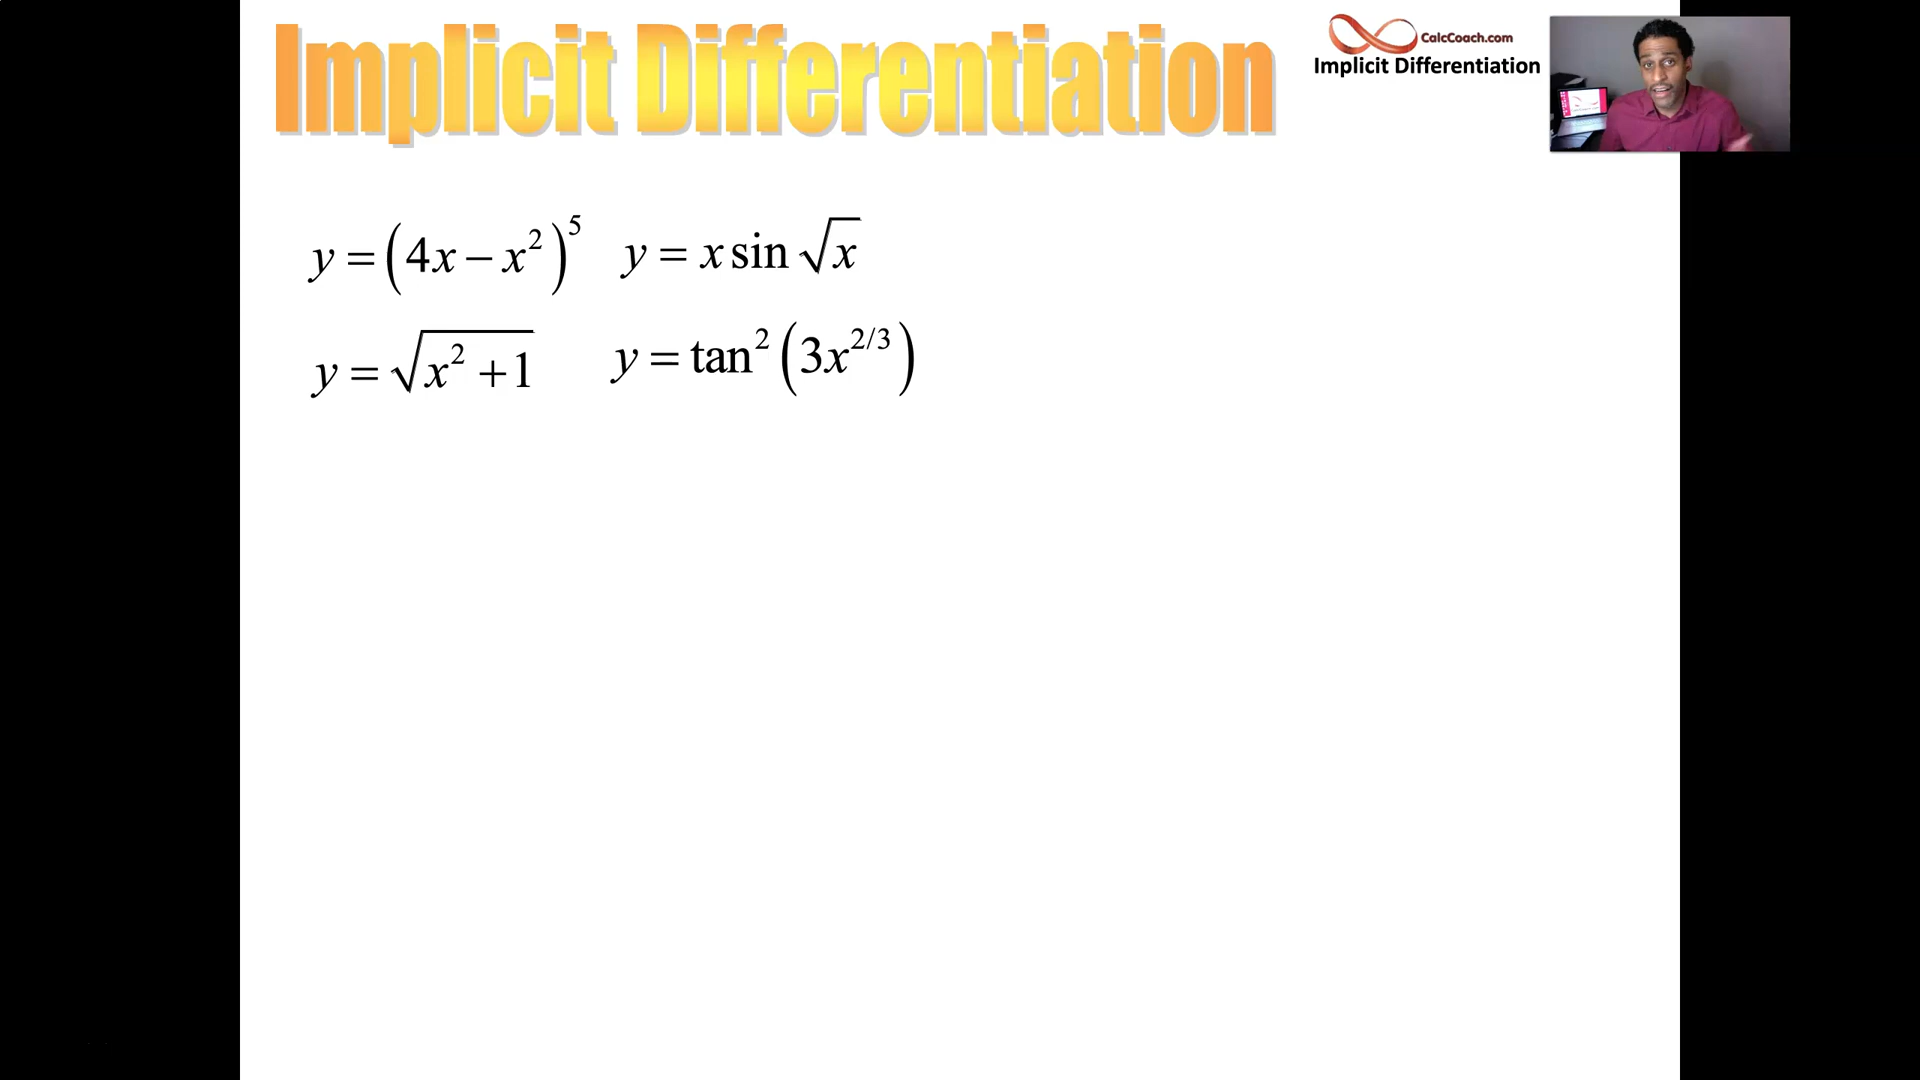 Implicit Differentiation
CalcCoach.com
Implicit Differentiation
y = (4x − x²)⁵ y = x sin √x
y = √(x² + 1) y = tan² (3x^{2/3})